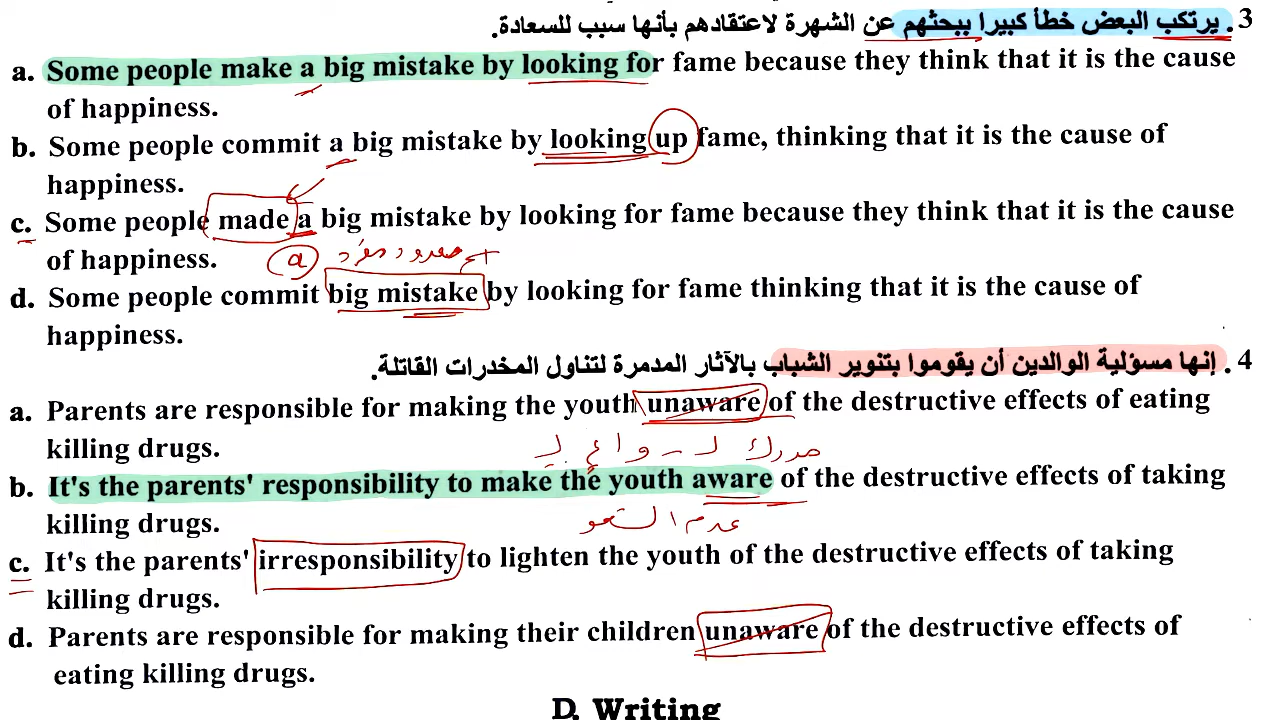 3 . يرتكب البعض خطأ كبيرا ببحثهم عن الشهرة لاعتقادهم بأنها سبب للسعادة.
a. Some people make a big mistake by looking for fame because they think that it is the cause
of happiness.
b. Some people commit a big mistake by looking up fame, thinking that it is the cause of
happiness.
c. Some people made a big mistake by looking for fame because they think that it is the cause
of happiness.
a
d. Some people commit big mistake by looking for fame thinking that it is the cause of
happiness.
4 . إنها مسؤلية الوالدين أن يقوموا بتنوير الشباب بالآثار المدمرة لتناول المخدرات القاتلة.
a. Parents are responsible for making the youth unaware of the destructive effects of eating
killing drugs.
b. It's the parents' responsibility to make the youth aware of the destructive effects of taking
killing drugs.
c. It's the parents' irresponsibility to lighten the youth of the destructive effects of taking
killing drugs.
d. Parents are responsible for making their children unaware of the destructive effects of
eating killing drugs.
D. Writing